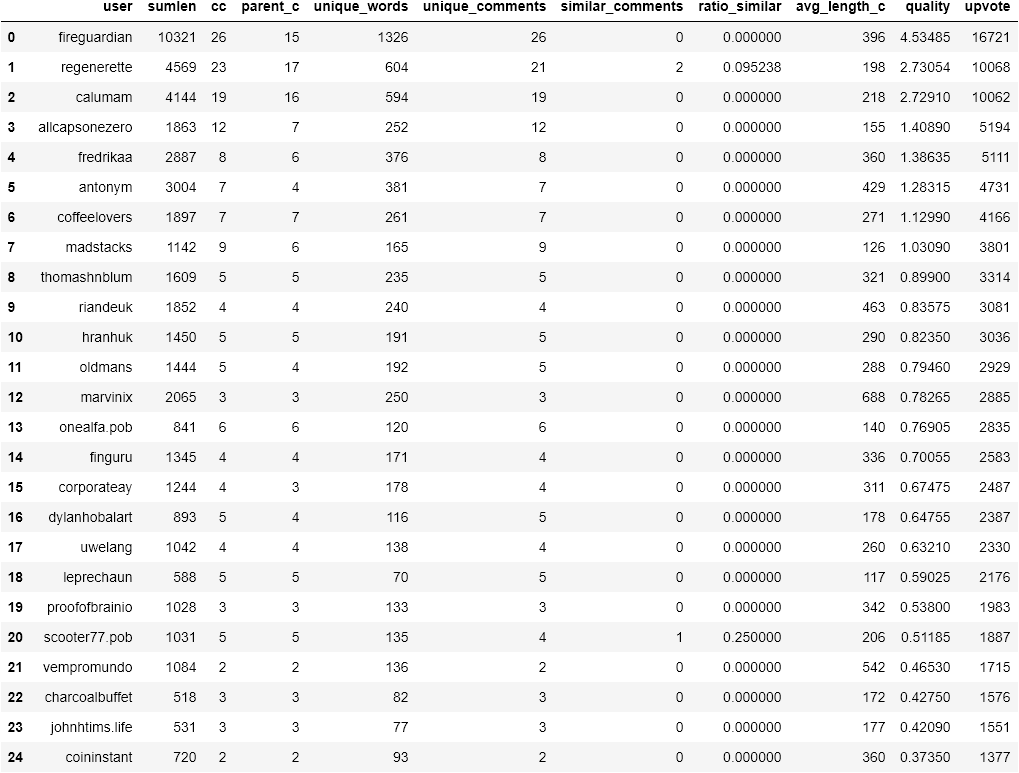 user sumlen cc parent_c unique_words unique_comments similar_comments ratio_similar avg_length_c quality upvote
0 fireguardian 10321 26 15 1326 26 0 0.000000 396 4.53485 16721
1 regenerette 4569 23 17 604 21 2 0.095238 198 2.73054 10068
2 calumam 4144 19 16 594 19 0 0.000000 218 2.72910 10062
3 allcapsonezero 1863 12 7 252 12 0 0.000000 155 1.40890 5194
4 fredrikaa 2887 8 6 376 8 0 0.000000 360 1.38635 5111
5 antonym 3004 7 4 381 7 0 0.000000 429 1.28315 4731
6 coffeelovers 1897 7 7 261 7 0 0.000000 271 1.12990 4166
7 madstacks 1142 9 6 165 9 0 0.000000 126 1.03090 3801
8 thomashnblum 1609 5 5 235 5 0 0.000000 321 0.89900 3314
9 riandeuk 1852 4 4 240 4 0 0.000000 463 0.83575 3081
10 hranhuk 1450 5 5 191 5 0 0.000000 290 0.82350 3036
11 oldmans 1444 5 4 192 5 0 0.000000 288 0.79460 2929
12 marvinix 2065 3 3 250 3 0 0.000000 688 0.78265 2885
13 onealfa.pob 841 6 6 120 6 0 0.000000 140 0.76905 2835
14 finguru 1345 4 4 171 4 0 0.000000 336 0.70055 2583
15 corporateay 1244 4 3 178 4 0 0.000000 311 0.67475 2487
16 dylanhobalart 893 5 4 116 5 0 0.000000 178 0.64755 2387
17 uwelang 1042 4 4 138 4 0 0.000000 260 0.63210 2330
18 leprechaun 588 5 5 70 5 0 0.000000 117 0.59025 2176
19 proofofbrainio 1028 3 3 133 3 0 0.000000 342 0.53800 1983
20 scooter77.pob 1031 5 5 135 4 1 0.250000 206 0.51185 1887
21 vempromundo 1084 2 2 136 2 0 0.000000 542 0.46530 1715
22 charcoalbuffet 518 3 3 82 3 0 0.000000 172 0.42750 1576
23 johnhtims.life 531 3 3 77 3 0 0.000000 177 0.42090 1551
24 coininstant 720 2 2 93 2 0 0.000000 360 0.37350 1377